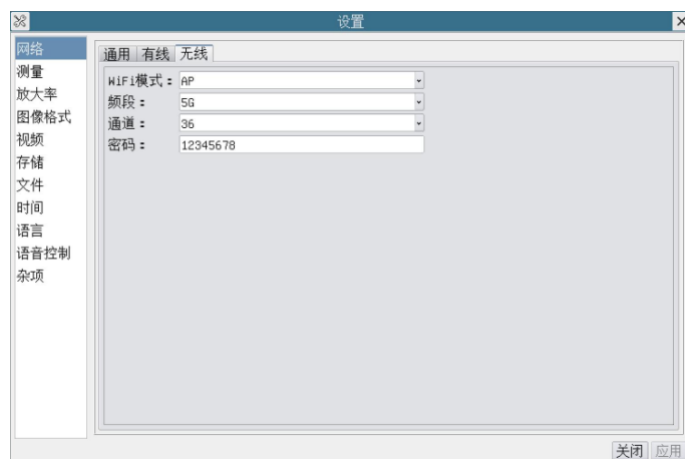 设置
网络
测量
放大率
图像格式
视频
存储
文件
时间
语言
语音控制
杂项
通用 有线 无线
WiFi模式： AP
频段： 5G
通道： 36
密码： 12345678
关闭 应用